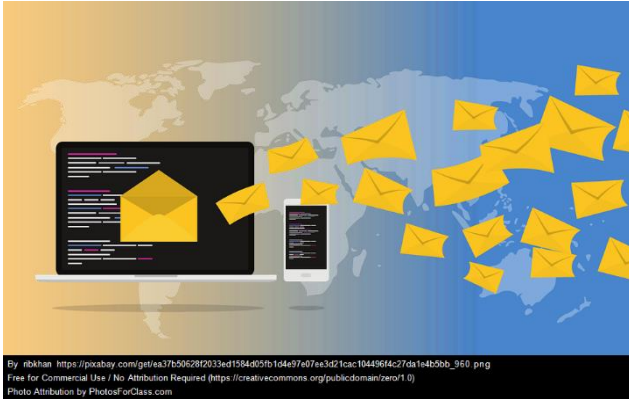 By ribkhan https://pixabay.com/get/ea37b50628f2033ed1584d05fb1d4e97e07ee3d21cac104496f4c27da1e4b5bb_960.png
Free for Commercial Use / No Attribution Required (https://creativecommons.org/publicdomain/zero/1.0)
Photo Attribution by PhotosForClass.com